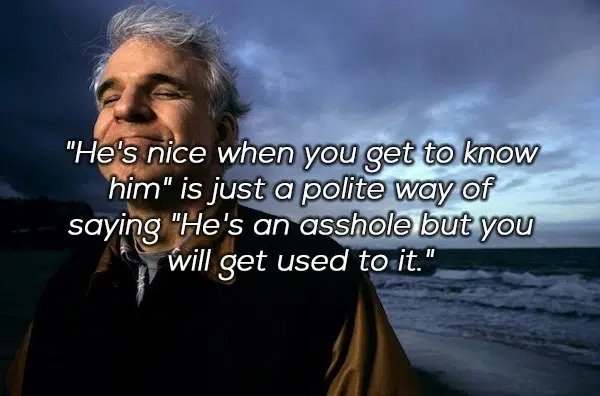 "He's nice when you get to know
him" is just a polite way of
saying "He's an asshole but you
will get used to it."